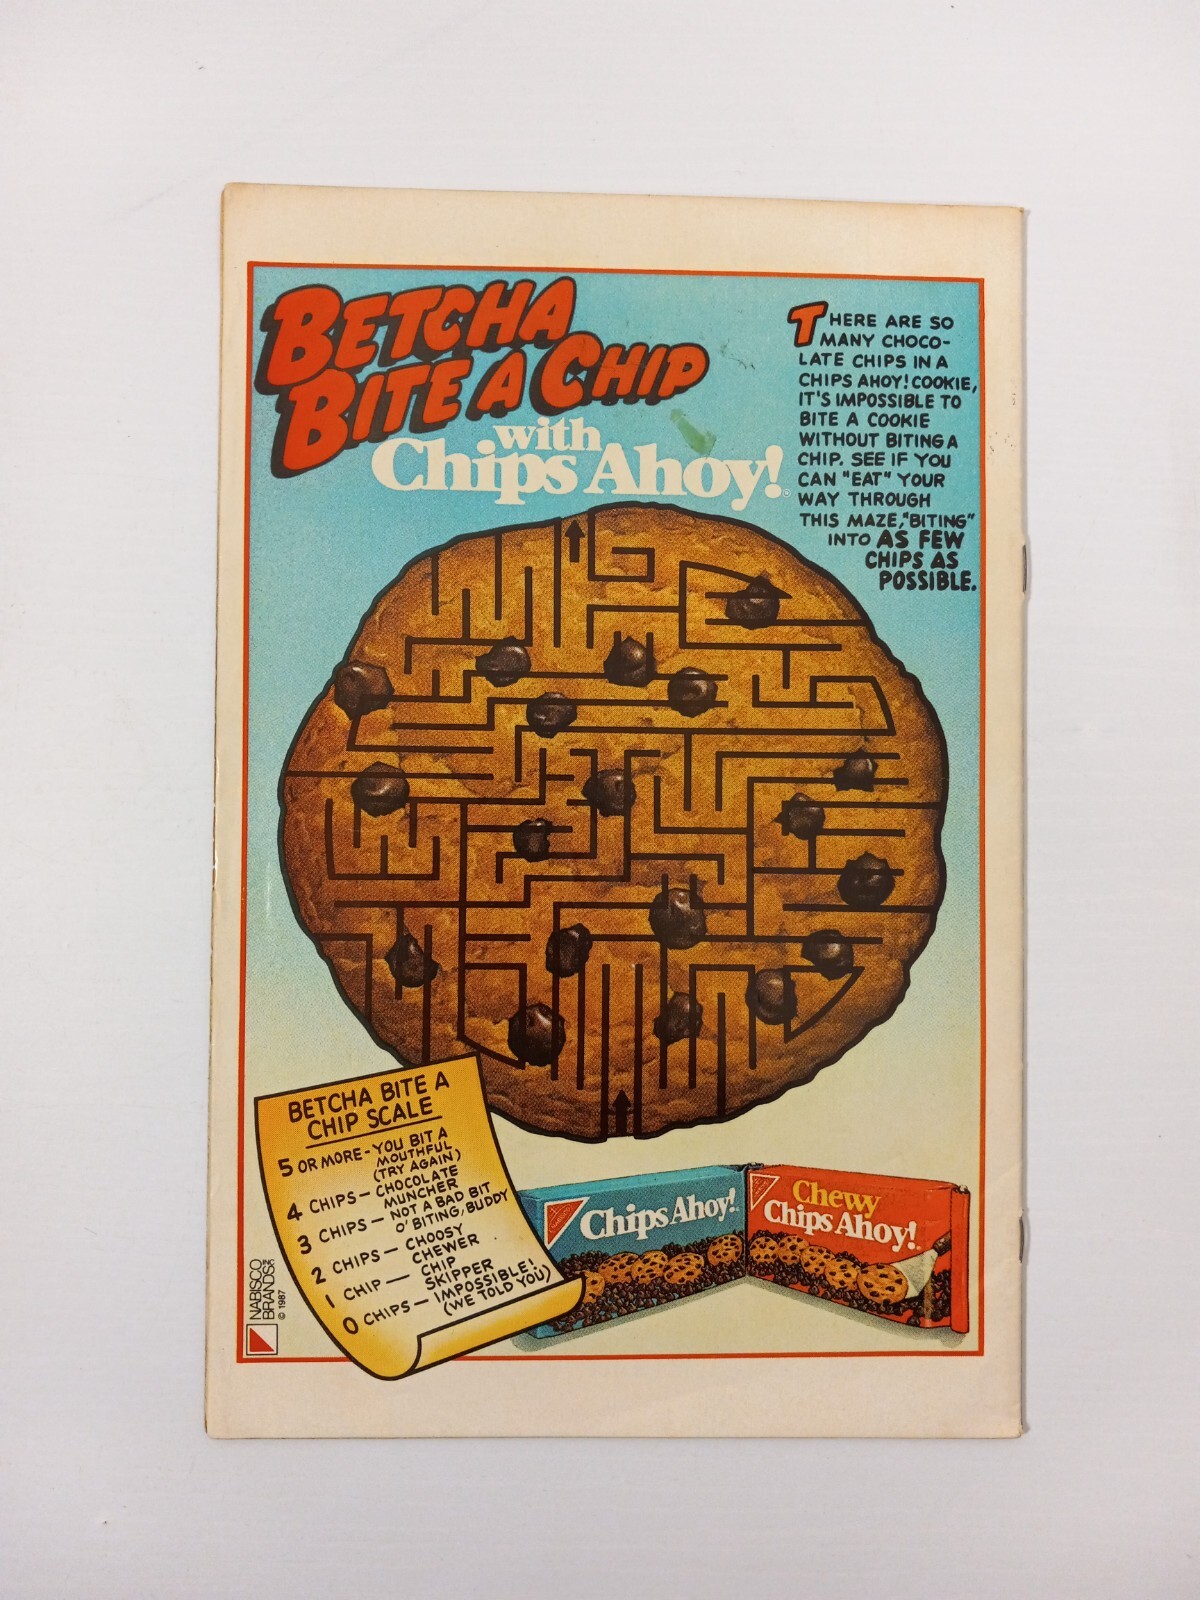 BETCHA
BITE A CHIP
with
Chips Ahoy!
THERE ARE SO
MANY CHOCO-
LATE CHIPS IN A
CHIPS AHOY! COOKIE,
IT'S IMPOSSIBLE TO
BITE A COOKIE
WITHOUT BITING A
CHIP. SEE IF YOU
CAN "EAT" YOUR
WAY THROUGH
THIS MAZE, "BITING"
INTO AS FEW
CHIPS AS
POSSIBLE.
BETCHA BITE A
CHIP SCALE
5 OR MORE - YOU BIT A
MOUTHFUL
(TRY AGAIN)
4 CHIPS - CHOCOLATE
MUNCHER
3 CHIPS - NOT A BAD BIT
O' BITING, BUDDY
2 CHIPS - CHOOSY
CHEWER
1 CHIP - CHIP
SKIPPER
0 CHIPS - IMPOSSIBLE!
(WE TOLD YOU)
Chips Ahoy!
Chewy
Chips Ahoy!
NABISCO
BRANDS
© 1987